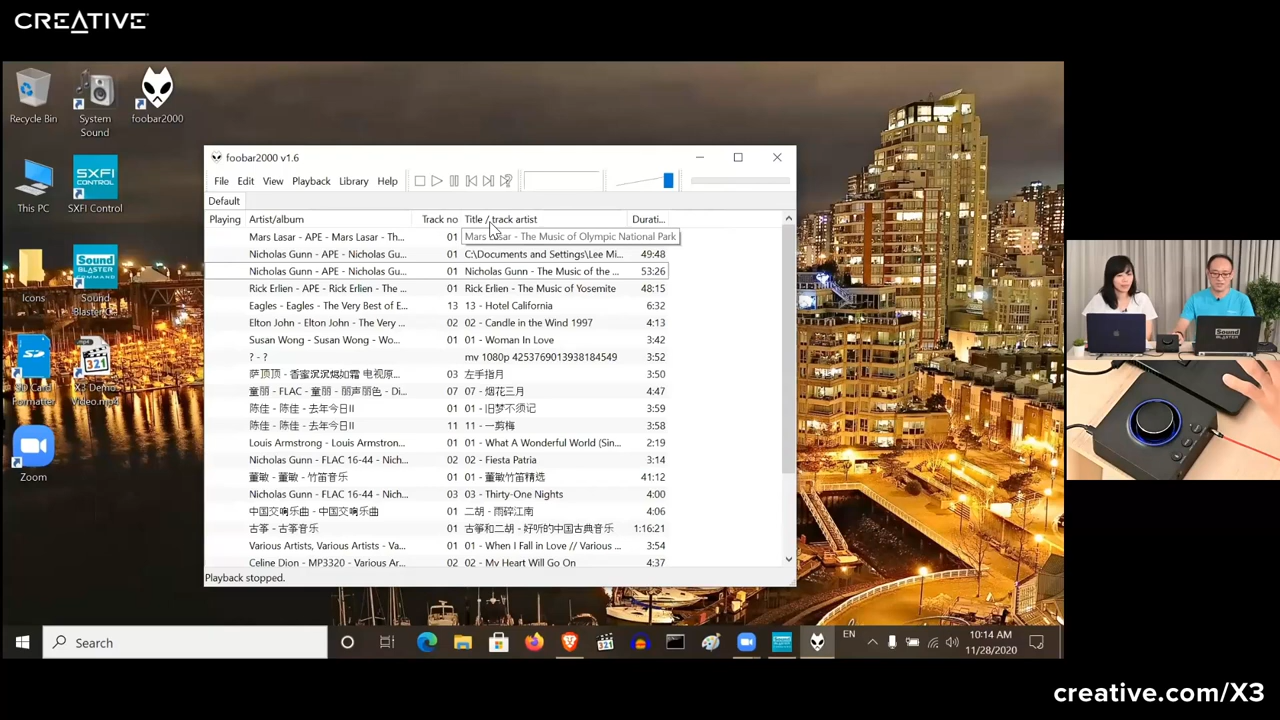 CREATIVE
Recycle Bin
System Sound
foobar2000
This PC
SXFI CONTROL
SXFI Control
Icons
SOUND BLASTER COMMAND
Sound
SD
Formatter
MP4
321
X3 Demo Video.mp4
Zoom
foobar2000 v1.6
File Edit View Playback Library Help
Default
Playing Artist/album Track no Title / track artist Durati...
Mars Lasar - APE - Mars Lasar - Th... 01 Mars Lasar - The Music of Olympic National Park
Nicholas Gunn - APE - Nicholas Gu... 01 C:\Documents and Settings\Lee Mi... 49:48
Nicholas Gunn - APE - Nicholas Gu... 01 Nicholas Gunn - The Music of the ... 53:26
Rick Erlien - APE - Rick Erlien - The ... 01 Rick Erlien - The Music of Yosemite 48:15
Eagles - Eagles - The Very Best of E... 13 13 - Hotel California 6:32
Elton John - Elton John - The Very ... 02 02 - Candle in the Wind 1997 4:13
Susan Wong - Susan Wong - Wo... 01 01 - Woman In Love 3:42
? - ? mv 1080p 4253769013938184549 3:52
萨顶顶 - 香蜜沉沉烬如霜 电视原... 03 左手指月 3:50
童丽 - FLAC - 童丽 - 丽声丽色 - Di... 07 07 - 烟花三月 4:47
陈佳 - 陈佳 - 去年今日II 01 01 - 旧梦不须记 3:59
陈佳 - 陈佳 - 去年今日II 11 11 - 一剪梅 3:58
Louis Armstrong - Louis Armstron... 01 01 - What A Wonderful World (Sin... 2:19
Nicholas Gunn - FLAC 16-44 - Nich... 02 02 - Fiesta Patria 3:14
董敏 - 董敏 - 竹笛音乐 01 01 - 董敏竹笛精选 41:12
Nicholas Gunn - FLAC 16-44 - Nich... 03 03 - Thirty-One Nights 4:00
中国交响乐曲 - 中国交响乐曲 01 二胡 - 雨碎江南 4:06
古筝 - 古筝音乐 01 古筝和二胡 - 好听的中国古典音乐 1:16:21
Various Artists, Various Artists - Va... 01 01 - When I Fall in Love // Various ... 3:54
Celine Dion - MP3320 - Various Ar... 02 02 - My Heart Will Go On 4:37
Playback stopped.
Search
321
EN
10:14 AM
11/28/2020
SOUND BLASTER
creative.com/X3